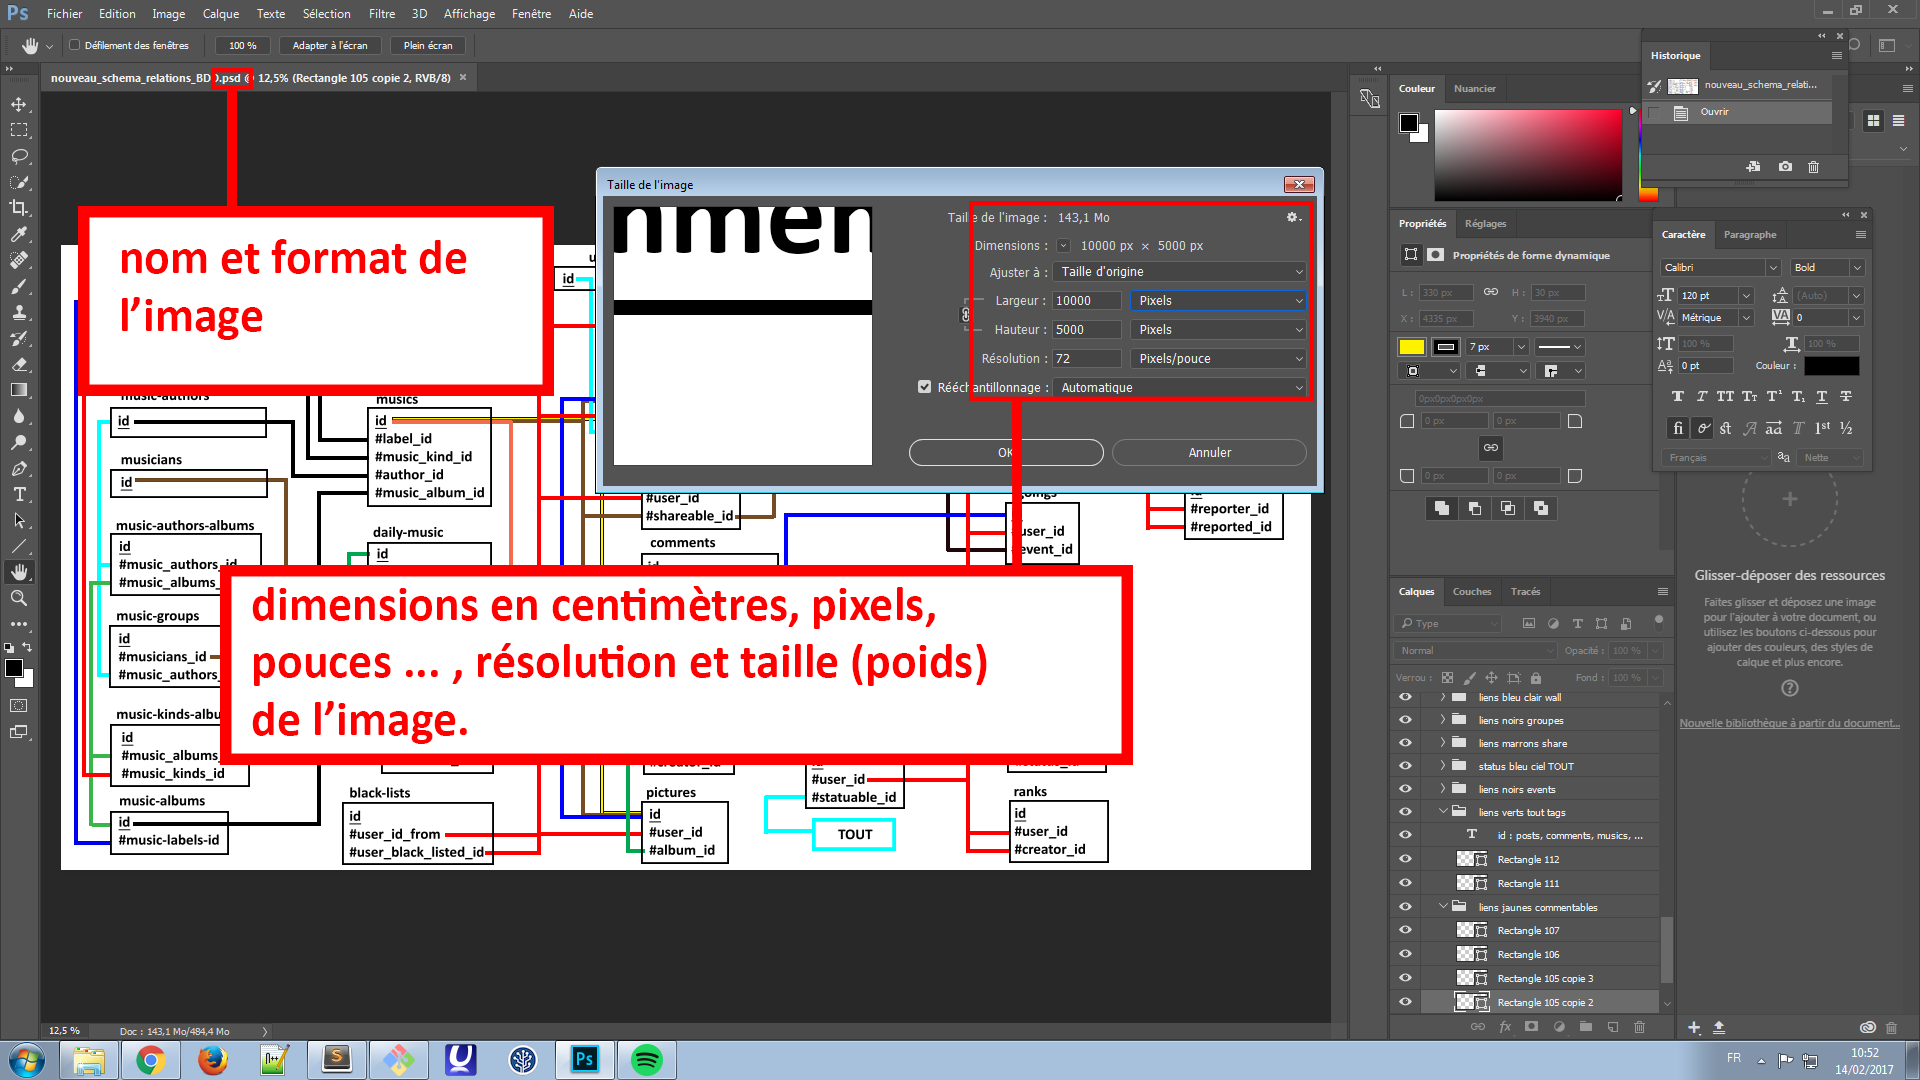 Ps Fichier Edition Image Calque Texte Sélection Filtre 3D Affichage Fenêtre Aide
Défilement des fenêtres 100 % Adapter à l'écran Plein écran
nouveau_schema_relations_BDD.psd @ 12,5% (Rectangle 105 copie 2, RVB/8) ×
nom et format de
l’image
Taille de l'image
nmen
Taille de l'image : 143,1 Mo
Dimensions : 10000 px × 5000 px
Ajuster à : Taille d'origine
Largeur : 10000 Pixels
Hauteur : 5000 Pixels
Résolution : 72 Pixels/pouce
Rééchantillonnage : Automatique
OK Annuler
dimensions en centimètres, pixels,
pouces ... , résolution et taille (poids)
de l’image.
id
music-authors
id
musicians
id
music-authors-albums
id
#music_authors_id
#music_albums_
music-groups
id
#musicians_id
#music_authors_
music-kinds-albu
id
#music_albums_
#music_kinds_id
music-albums
id
#music-labels-id
musics
id
#label_id
#music_kind_id
#author_id
#music_album_id
daily-music
id
black-lists
id
#user_id_from
#user_black_listed_id
#user_id
#shareable_id
comments
id
#creator_id
pictures
id
#user_id
#album_id
id
#user_id
#statuable_id
TOUT
goings
#user_id
#event_id
ranks
id
#user_id
#creator_id
id
#reporter_id
#reported_id
12,5 % Doc : 143,1 Mo/484,4 Mo
Historique
nouveau_schema_relati...
Ouvrir
Couleur Nuancier
Propriétés Réglages
Propriétés de forme dynamique
L : 330 px H : 30 px
X : 4335 px Y : 3940 px
7 px
0px0px0px0px
0 px 0 px
0 px 0 px
Caractère Paragraphe
Calibri Bold
120 pt (Auto)
Métrique 0
100 % 100 %
0 pt Couleur :
Français aa Nette
Calques Couches Tracés
Type
Normal Opacité : 100 %
Verrou : Fond : 100 %
liens bleu clair wall
liens noirs groupes
liens marrons share
status bleu ciel TOUT
liens noirs events
liens verts tout tags
id : posts, comments, musics, ...
Rectangle 112
Rectangle 111
liens jaunes commentables
Rectangle 107
Rectangle 106
Rectangle 105 copie 3
Rectangle 105 copie 2
Glisser-déposer des ressources
Faites glisser et déposez une image
pour l'ajouter à votre document, ou
utilisez les boutons ci-dessous pour
ajouter des couleurs, des styles de
calque et plus encore.
Nouvelle bibliothèque à partir du document...
FR
10:52
14/02/2017